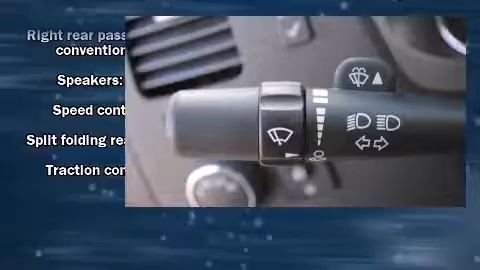 Right rear pass
convention
Speakers:
Speed cont
Split folding rea
Traction con